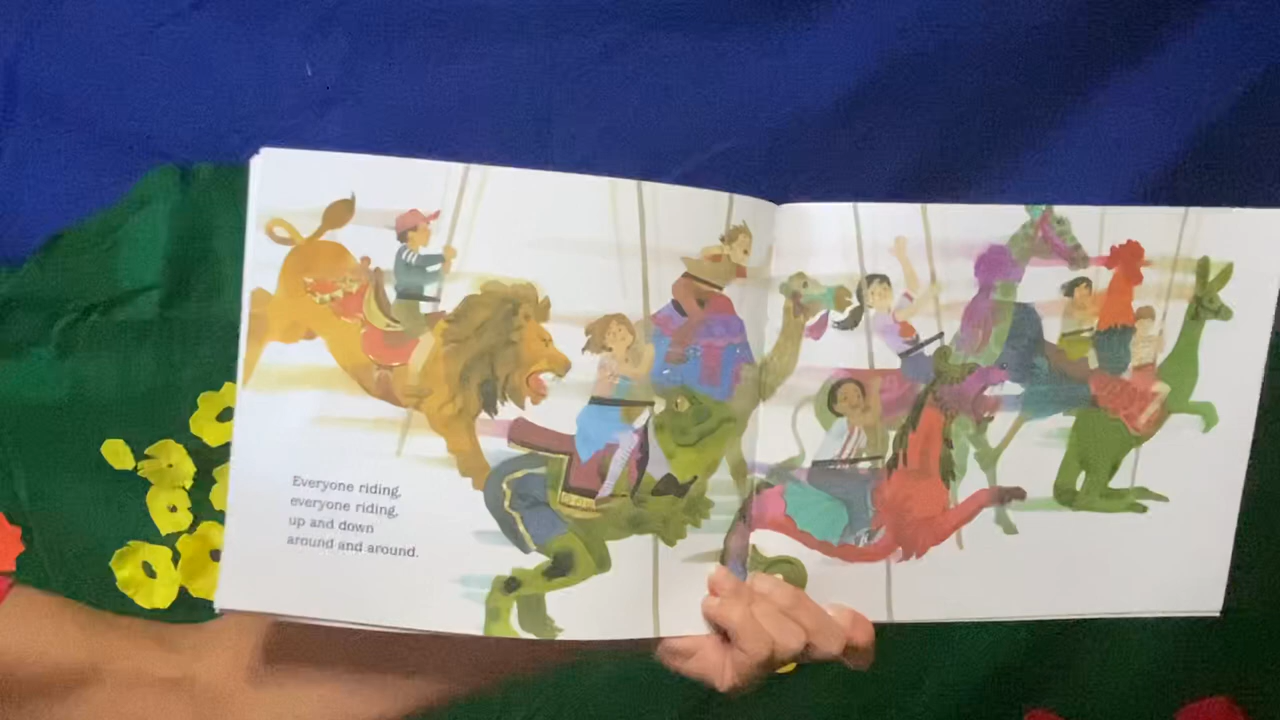 Everyone riding,
everyone riding,
up and down
around and around.